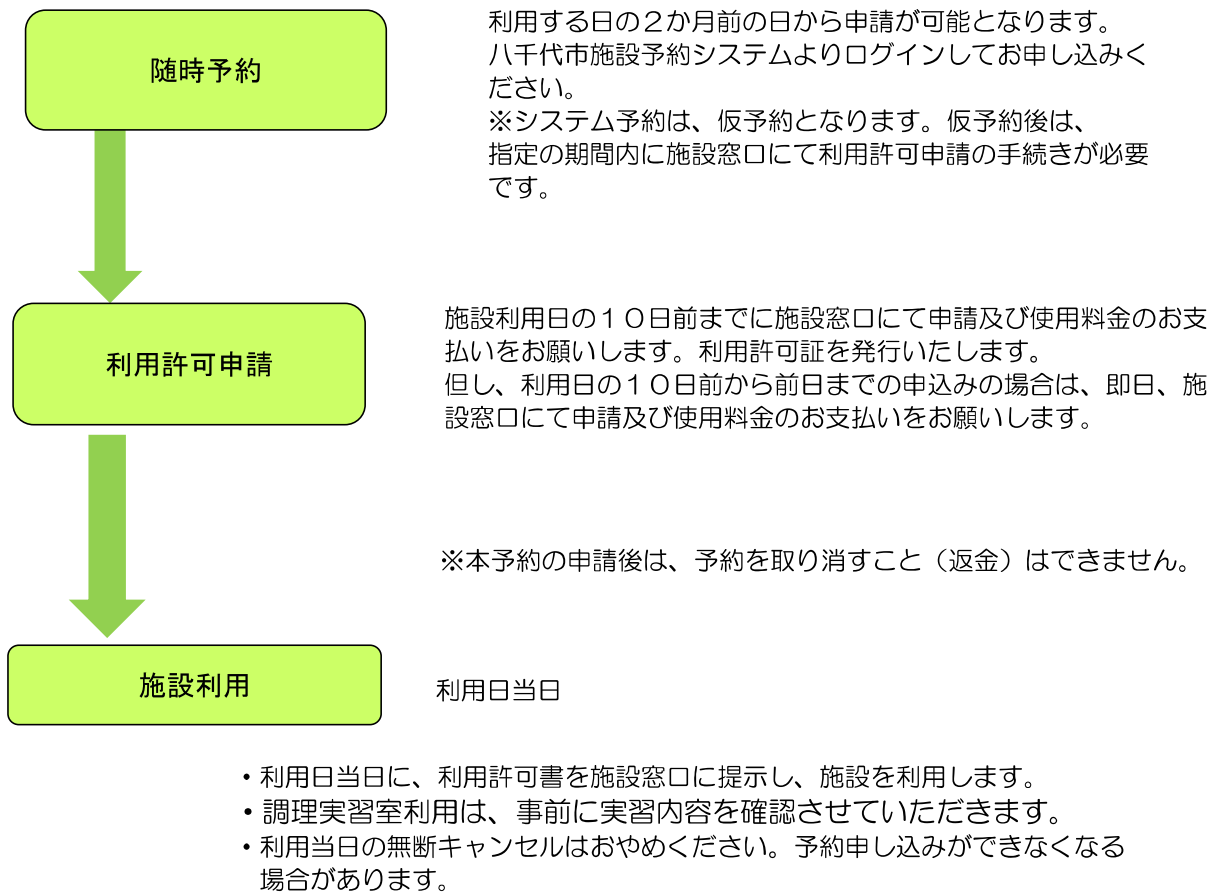 随時予約
利用する日の２か月前の日から申請が可能となります。
八千代市施設予約システムよりログインしてお申し込みく
ださい。
※システム予約は、仮予約となります。仮予約後は、
指定の期間内に施設窓口にて利用許可申請の手続きが必要
です。
利用許可申請
施設利用日の１０日前までに施設窓口にて申請及び使用料金のお支
払いをお願いします。利用許可証を発行いたします。
但し、利用日の１０日前から前日までの申込みの場合は、即日、施
設窓口にて申請及び使用料金のお支払いをお願いします。
※本予約の申請後は、予約を取り消すこと（返金）はできません。
施設利用
利用日当日
・利用日当日に、利用許可書を施設窓口に提示し、施設を利用します。
・調理実習室利用は、事前に実習内容を確認させていただきます。
・利用当日の無断キャンセルはおやめください。予約申し込みができなくなる
場合があります。